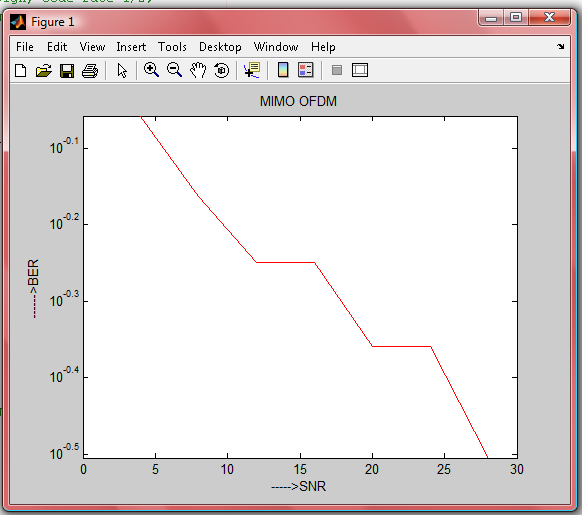 Figure 1
File Edit View Insert Tools Desktop Window Help
MIMO OFDM
10^-0.1
10^-0.2
10^-0.3
10^-0.4
10^-0.5
------>BER
0 5 10 15 20 25 30
----->SNR